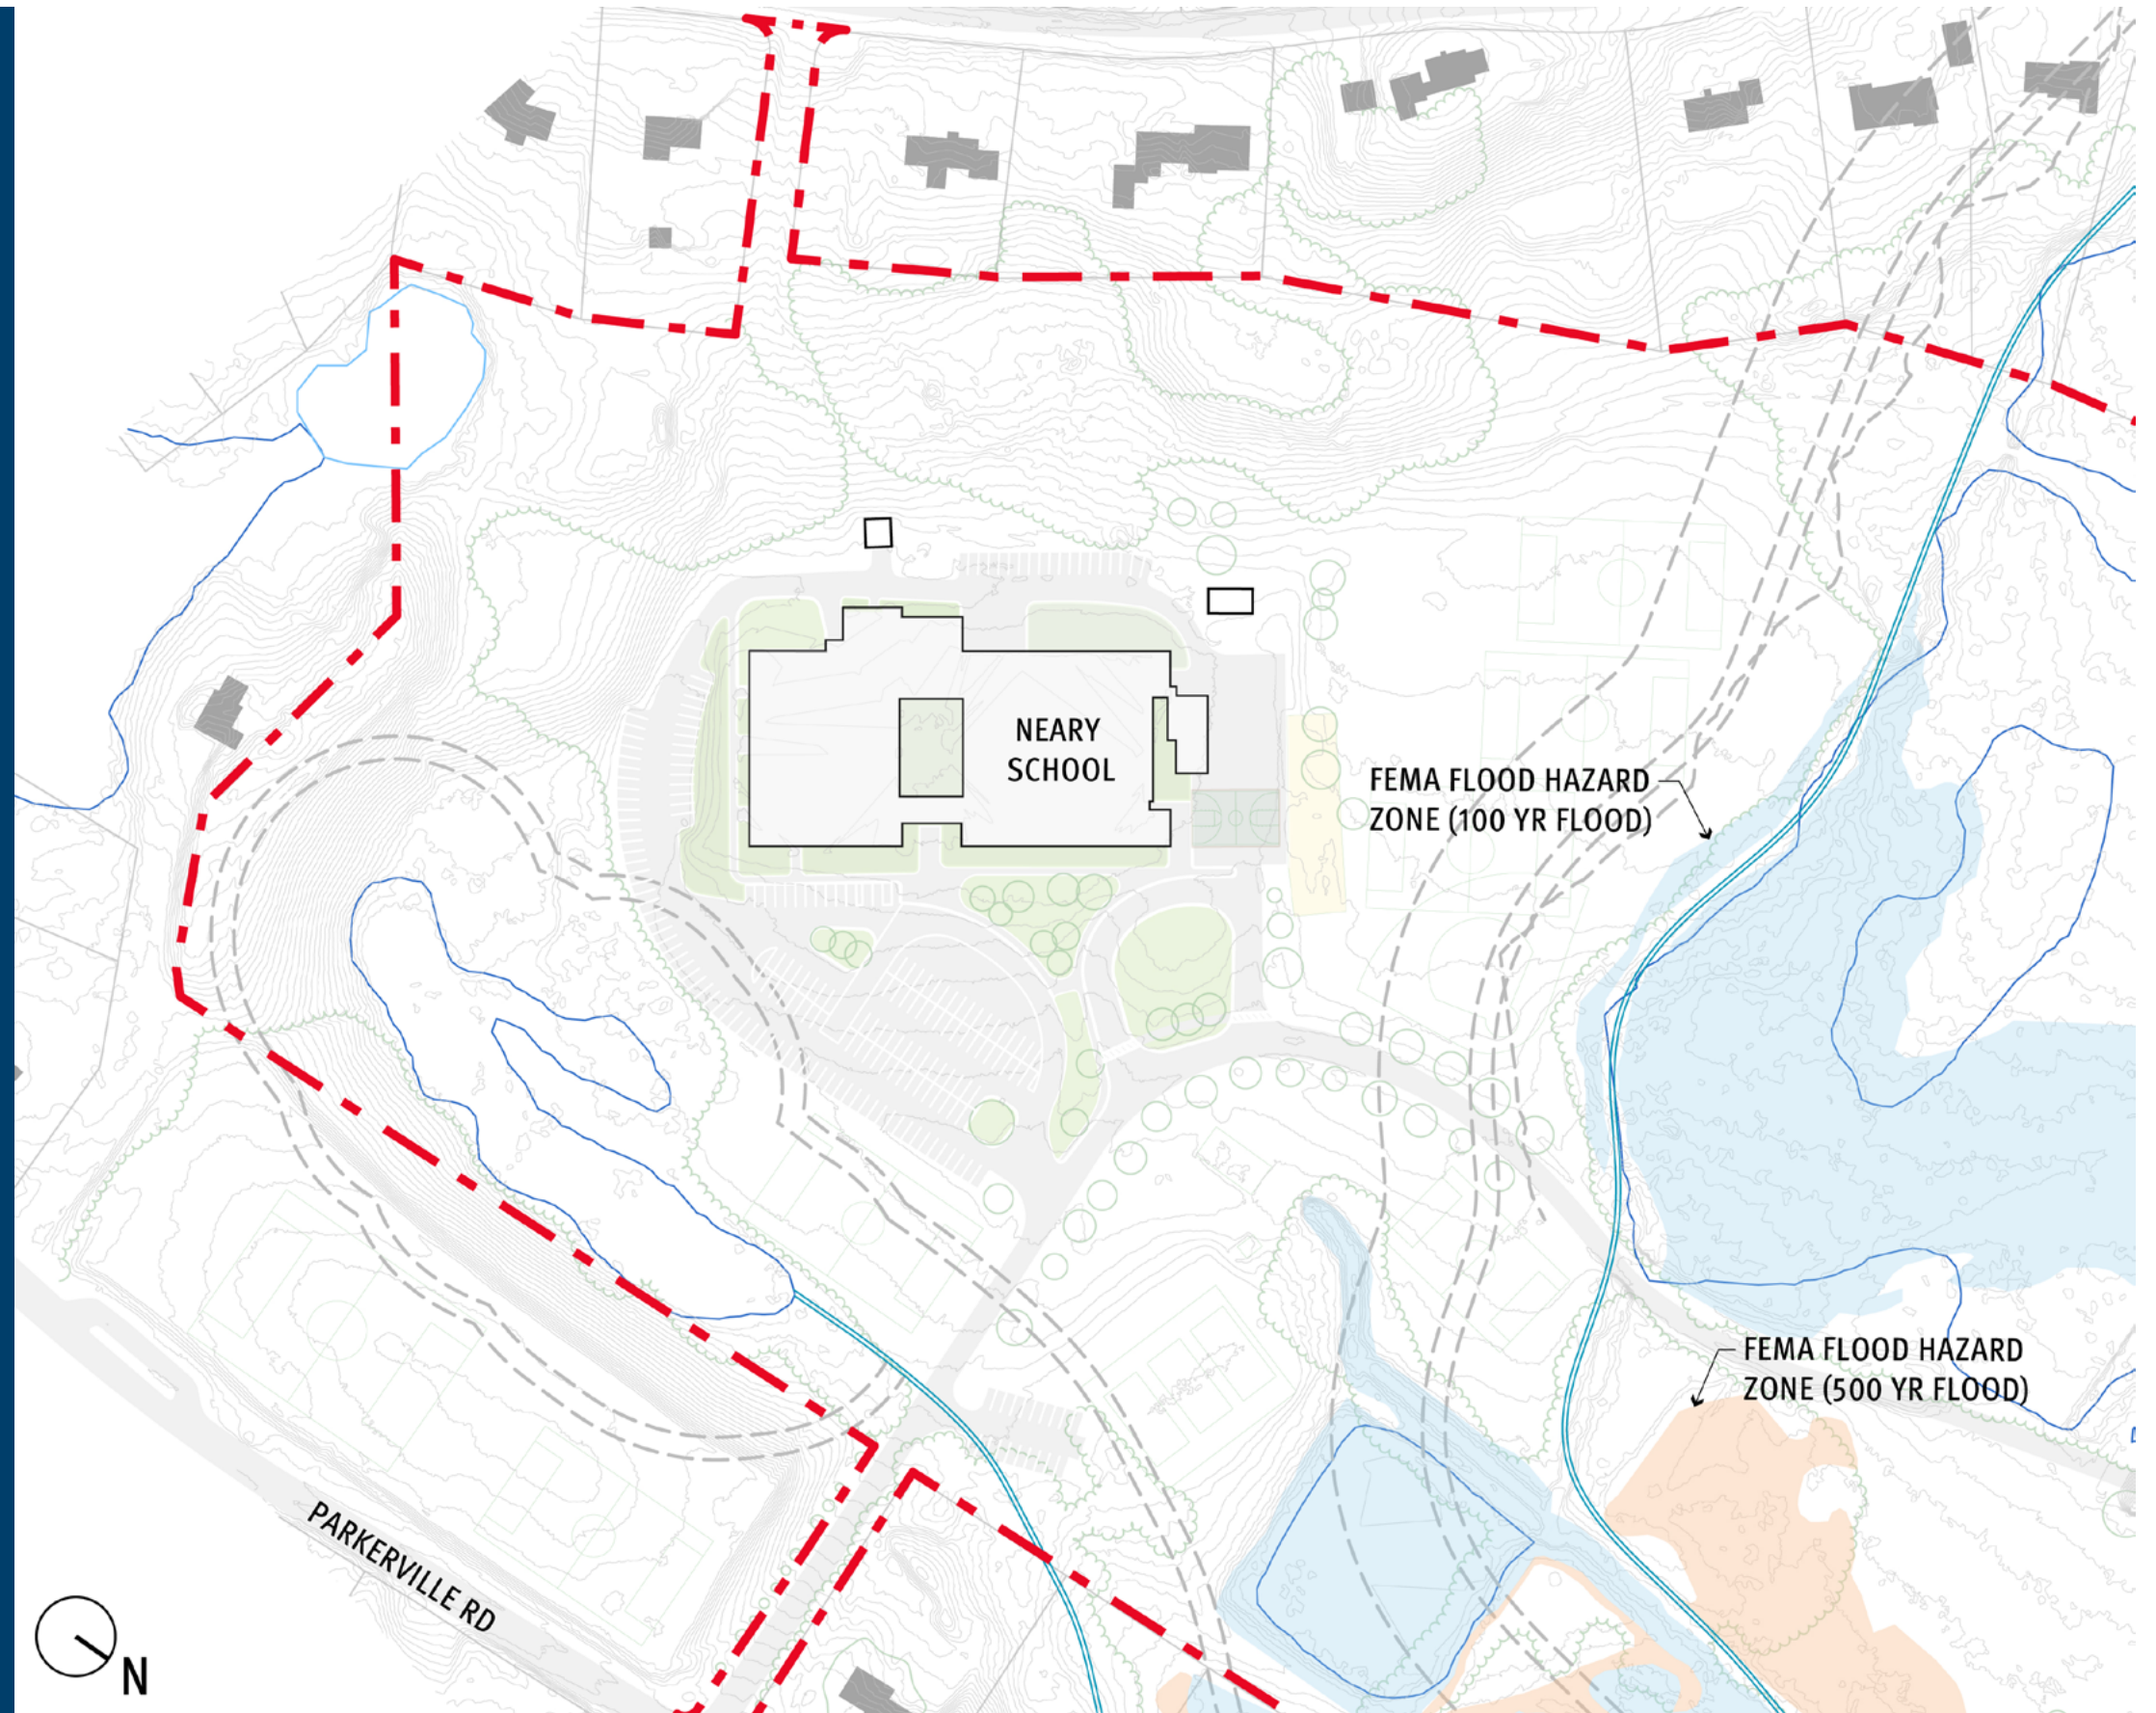 NEARY
SCHOOL
FEMA FLOOD HAZARD
ZONE (100 YR FLOOD)
FEMA FLOOD HAZARD
ZONE (500 YR FLOOD)
PARKERVILLE RD
N